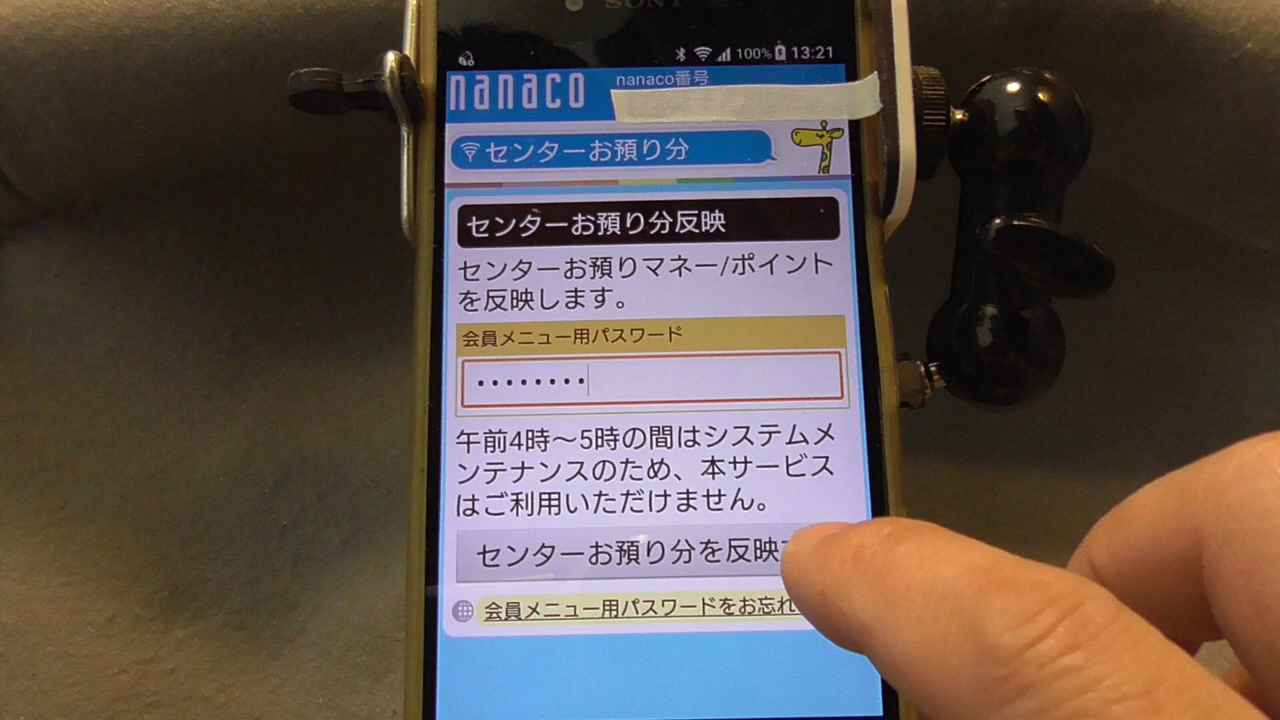 SONY
100% 13:21
nanaco nanaco番号
センターお預り分
センターお預り分反映
センターお預りマネー/ポイント
を反映します。
会員メニュー用パスワード
••••••••
午前4時～5時の間はシステムメ
ンテナンスのため、本サービス
はご利用いただけません。
センターお預り分を反映
会員メニュー用パスワードをお忘れ